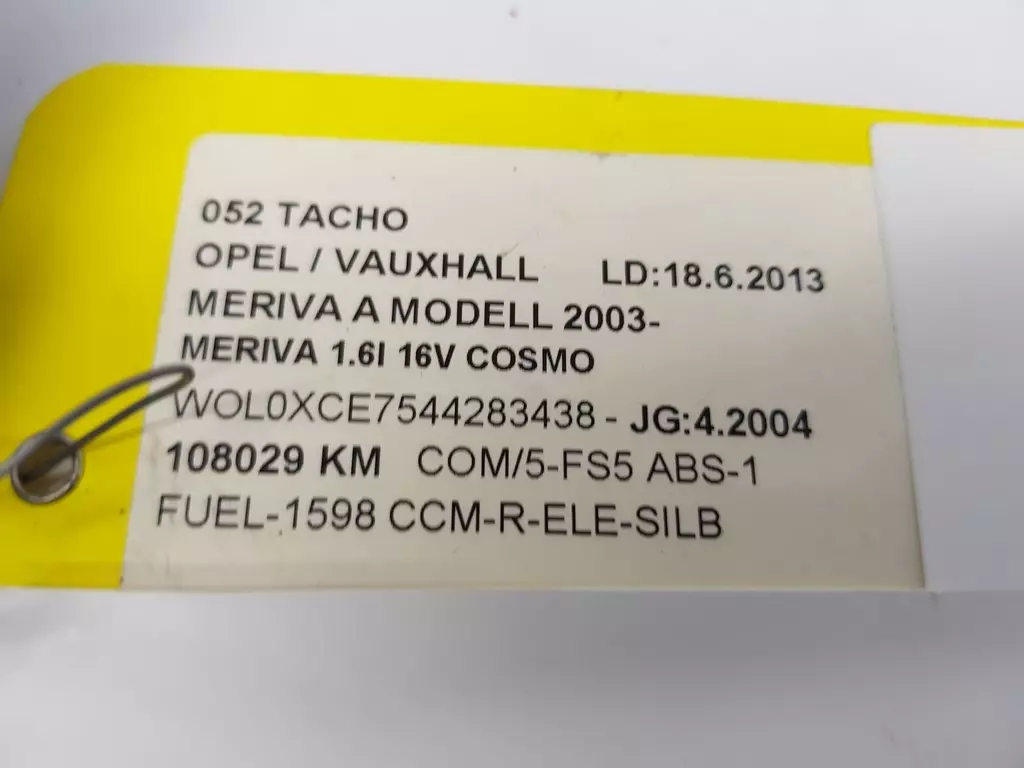 052 TACHO
OPEL / VAUXHALL LD:18.6.2013
MERIVA A MODELL 2003-
MERIVA 1.6I 16V COSMO
WOL0XCE7544283438 - JG:4.2004
108029 KM COM/5-FS5 ABS-1
FUEL-1598 CCM-R-ELE-SILB